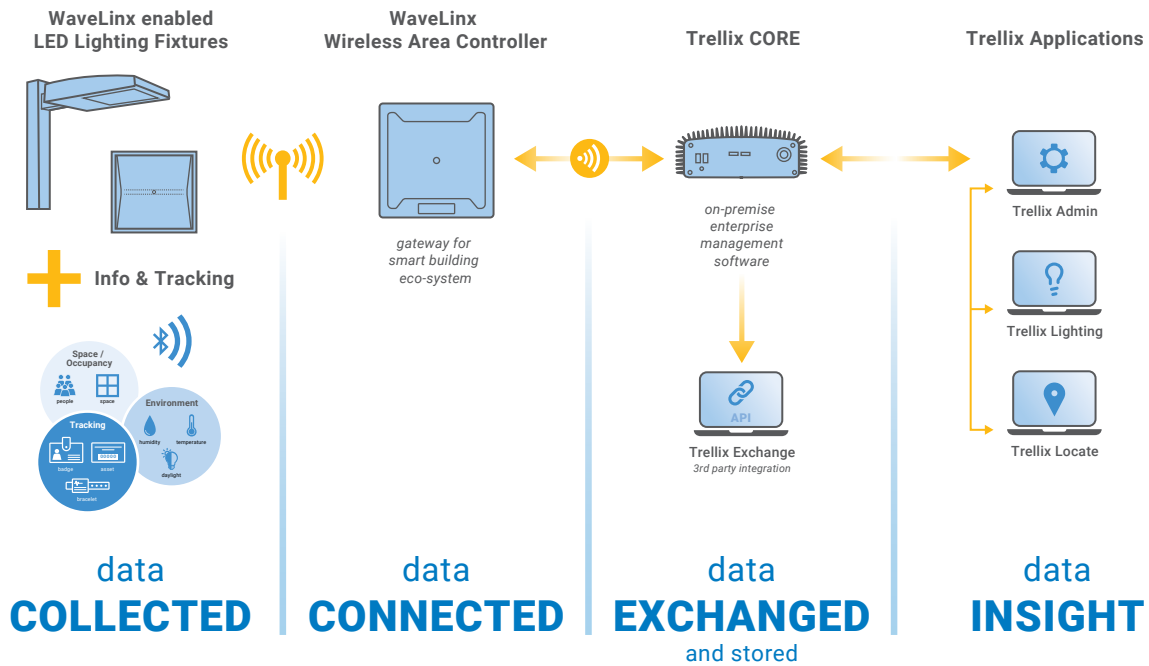 WaveLinx enabled
LED Lighting Fixtures
Info & Tracking
Space /
Occupancy
people
space
Environment
humidity
temperature
daylight
Tracking
badge
asset
bracelet
data
COLLECTED
WaveLinx
Wireless Area Controller
gateway for
smart building
eco-system
data
CONNECTED
Trellix CORE
on-premise
enterprise
management
software
API
Trellix Exchange
3rd party integration
data
EXCHANGED
and stored
Trellix Applications
Trellix Admin
Trellix Lighting
Trellix Locate
data
INSIGHT